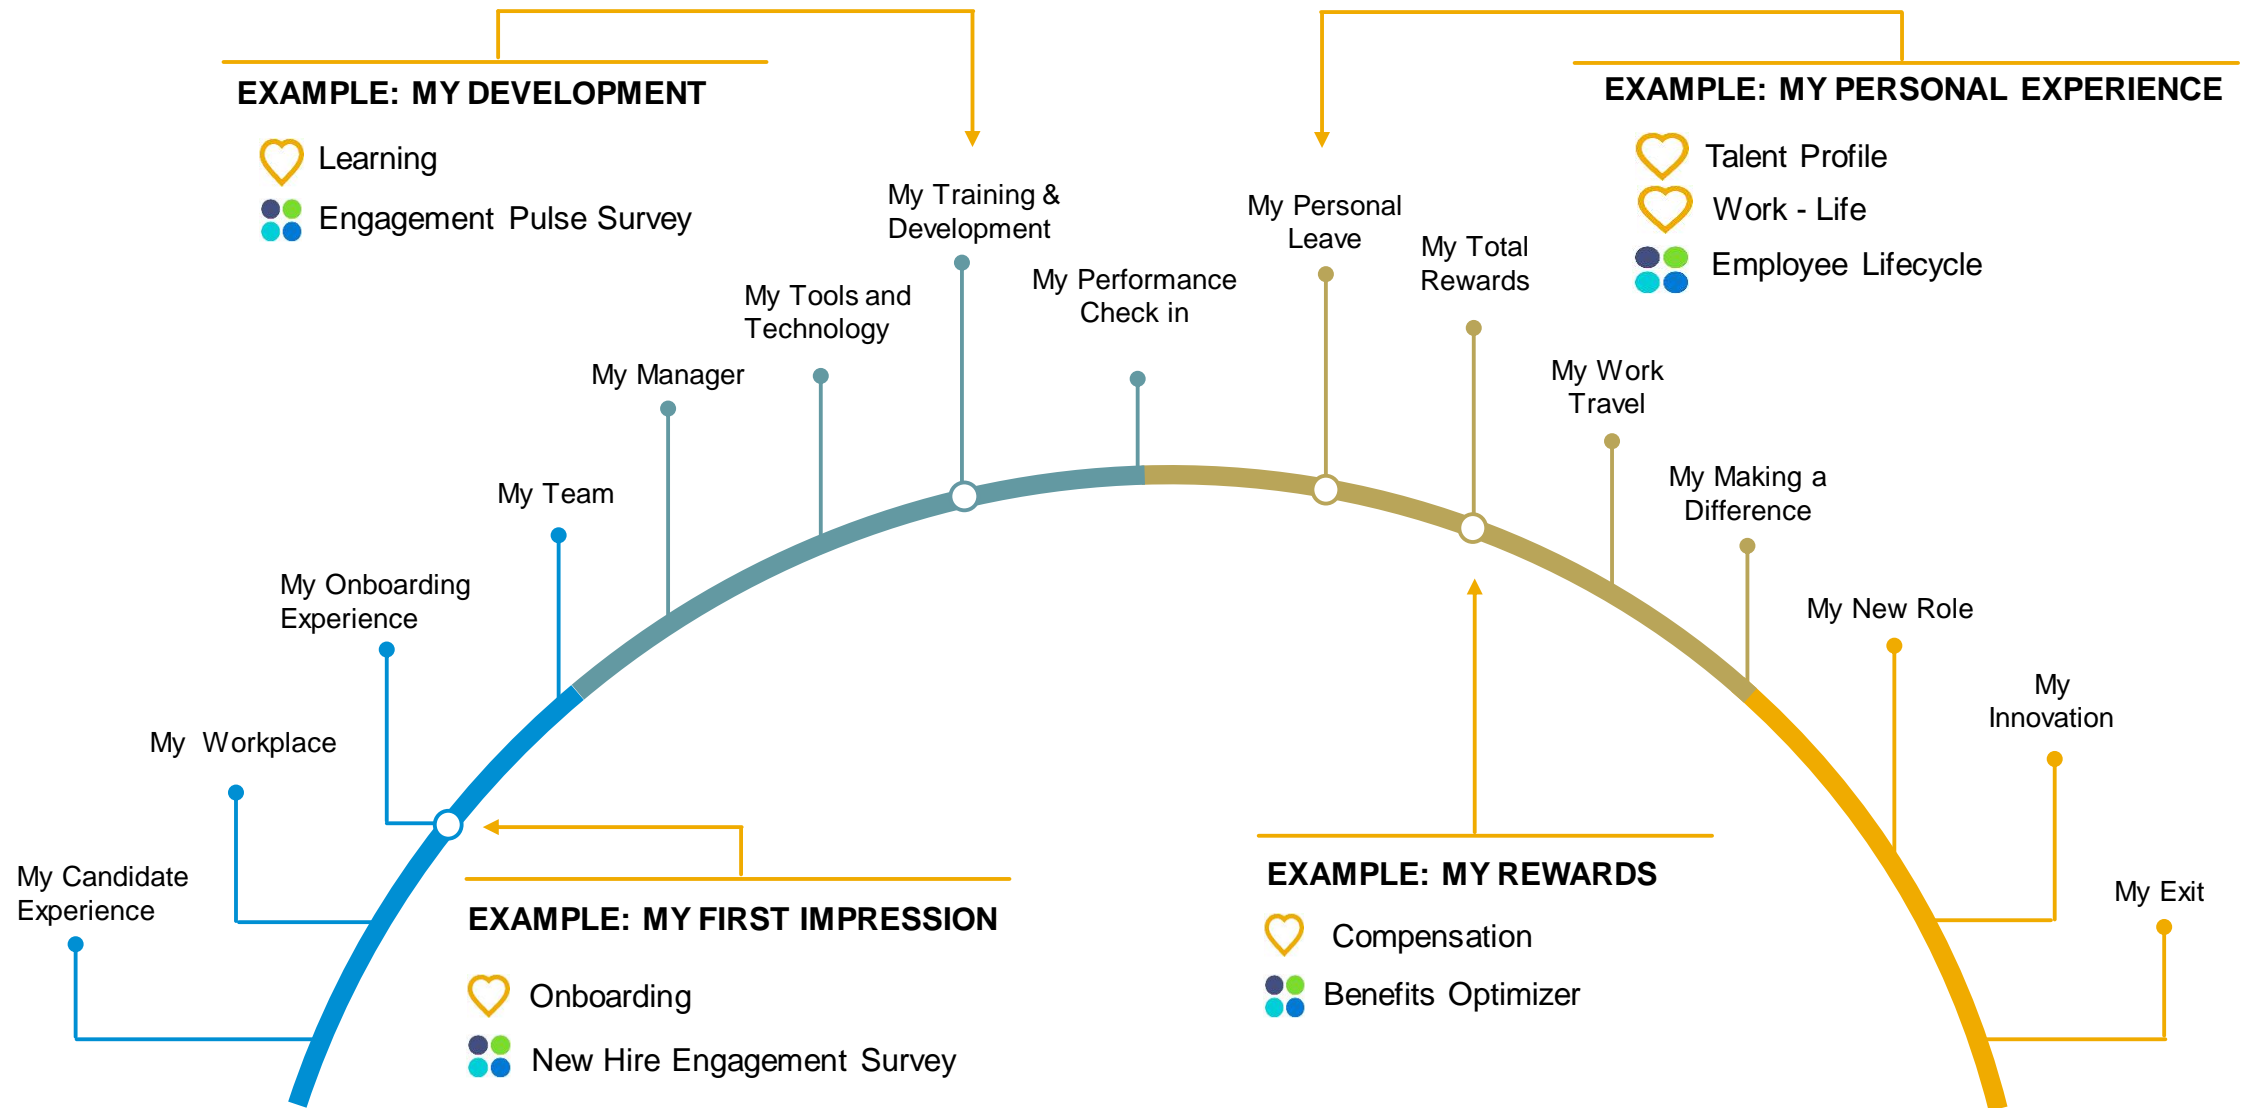 EXAMPLE: MY DEVELOPMENT
Learning
Engagement Pulse Survey
EXAMPLE: MY PERSONAL EXPERIENCE
Talent Profile
Work - Life
Employee Lifecycle
My Candidate
Experience
My Workplace
My Onboarding
Experience
My Team
My Manager
My Tools and
Technology
My Training &
Development
My Performance
Check in
My Personal
Leave
My Total
Rewards
My Work
Travel
My Making a
Difference
My New Role
My
Innovation
My Exit
EXAMPLE: MY FIRST IMPRESSION
Onboarding
New Hire Engagement Survey
EXAMPLE: MY REWARDS
Compensation
Benefits Optimizer